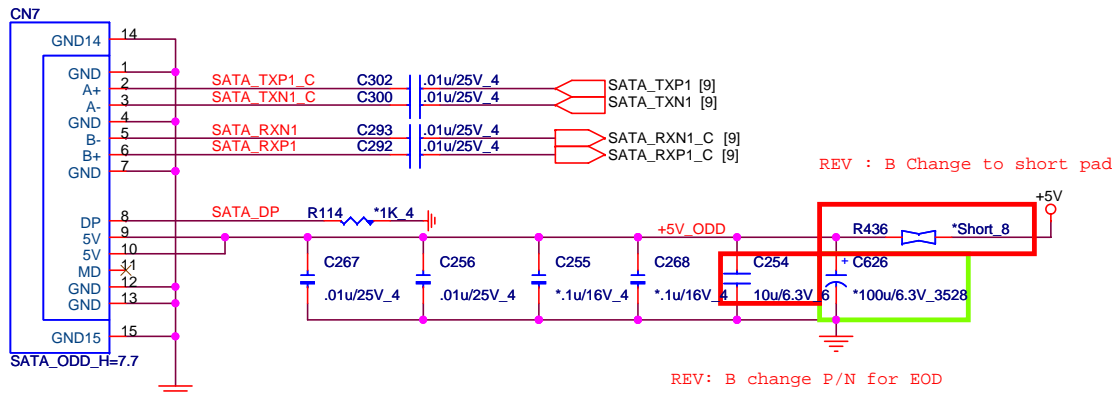 CN7
GND14 14
GND 1
A+ 2 SATA_TXP1_C C302 .01u/25V_4 SATA_TXP1 [9]
A- 3 SATA_TXN1_C C300 .01u/25V_4 SATA_TXN1 [9]
GND 4
B- 5 SATA_RXN1 C293 .01u/25V_4 SATA_RXN1_C [9]
B+ 6 SATA_RXP1 C292 .01u/25V_4 SATA_RXP1_C [9]
GND 7
REV : B Change to short pad
+5V
DP 8 SATA_DP R114 *1K_4
5V 9 +5V_ODD R436 *Short_8
5V 10
MD 11
C267 C256 C255 C268 C254 + C626
GND 12
.01u/25V_4 .01u/25V_4 *.1u/16V_4 *.1u/16V_4 10u/6.3V_6 *100u/6.3V_3528
GND 13
GND15 15
SATA_ODD_H=7.7
REV: B change P/N for EOD